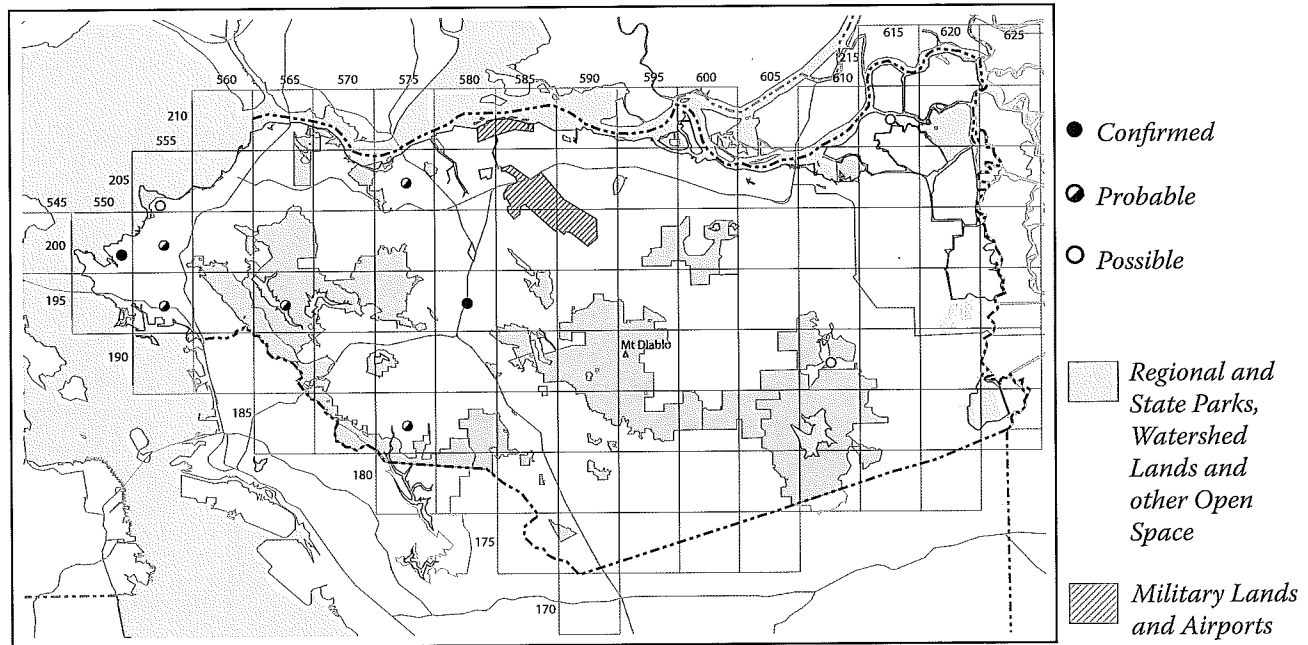 615
620
625
215
560
565
570
575
580
585
590
595
600
605
610
210
555
205
545
550
200
195
190
Mt Diablo
185
180
175
170
Confirmed
Probable
Possible
Regional and
State Parks,
Watershed
Lands and
other Open
Space
Military Lands
and Airports